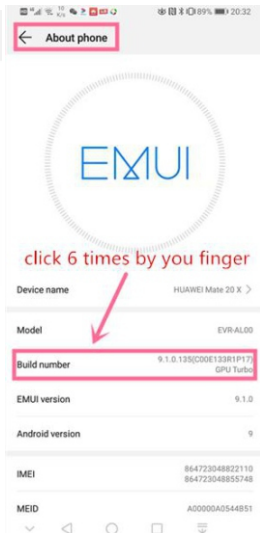 10
K/s
89%
20:32
About phone
EMUI
click 6 times by you finger
Device name
HUAWEI Mate 20 X
Model
EVR-AL00
Build number
9.1.0.135(C00E133R1P17)
GPU Turbo
EMUI version
9.1.0
Android version
9
IMEI
864723048822110
864723048855748
MEID
A00000A0544B51